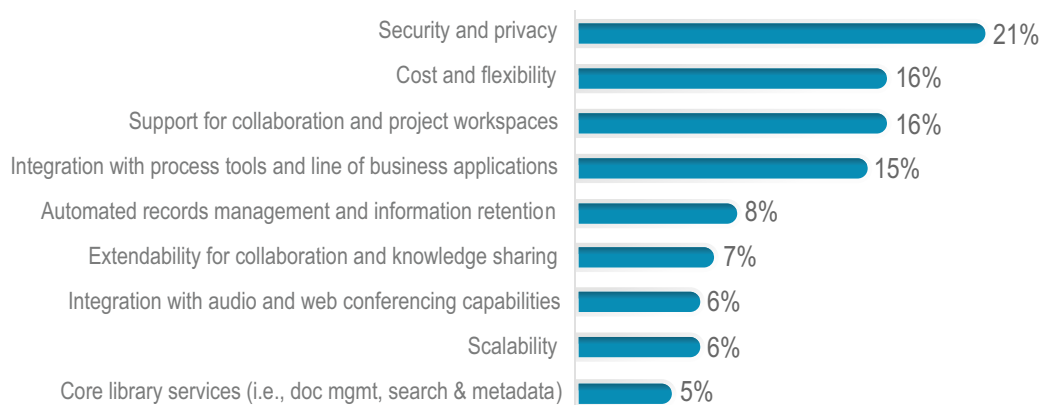 Security and privacy 21%
Cost and flexibility 16%
Support for collaboration and project workspaces 16%
Integration with process tools and line of business applications 15%
Automated records management and information retention 8%
Extendability for collaboration and knowledge sharing 7%
Integration with audio and web conferencing capabilities 6%
Scalability 6%
Core library services (i.e., doc mgmt, search & metadata) 5%